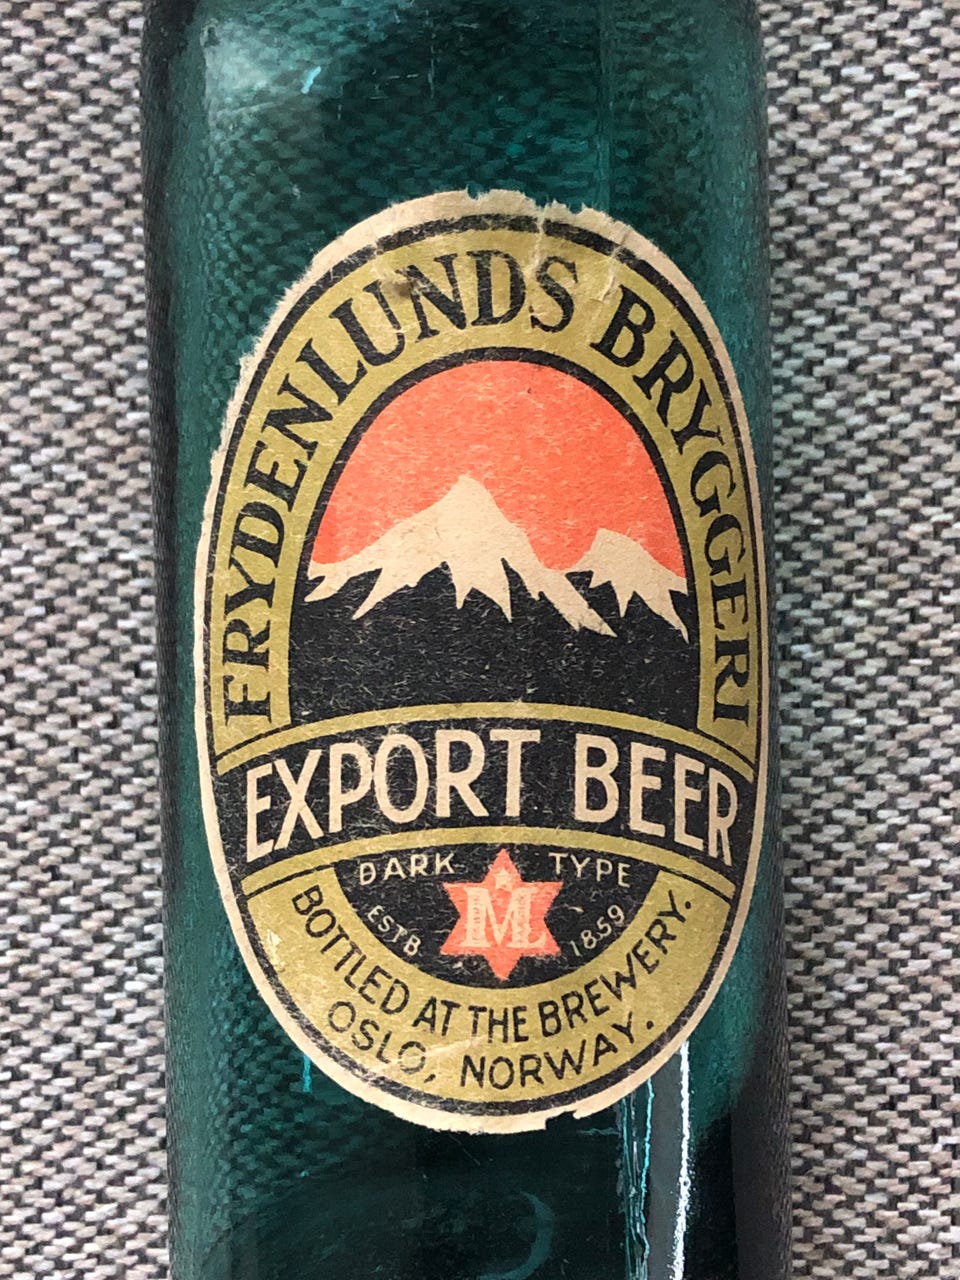 FRYDENLUNDS BRYGGERI
EXPORT BEER
DARK TYPE
ML
ESTB 1859
BOTTLED AT THE BREWERY.
OSLO, NORWAY.